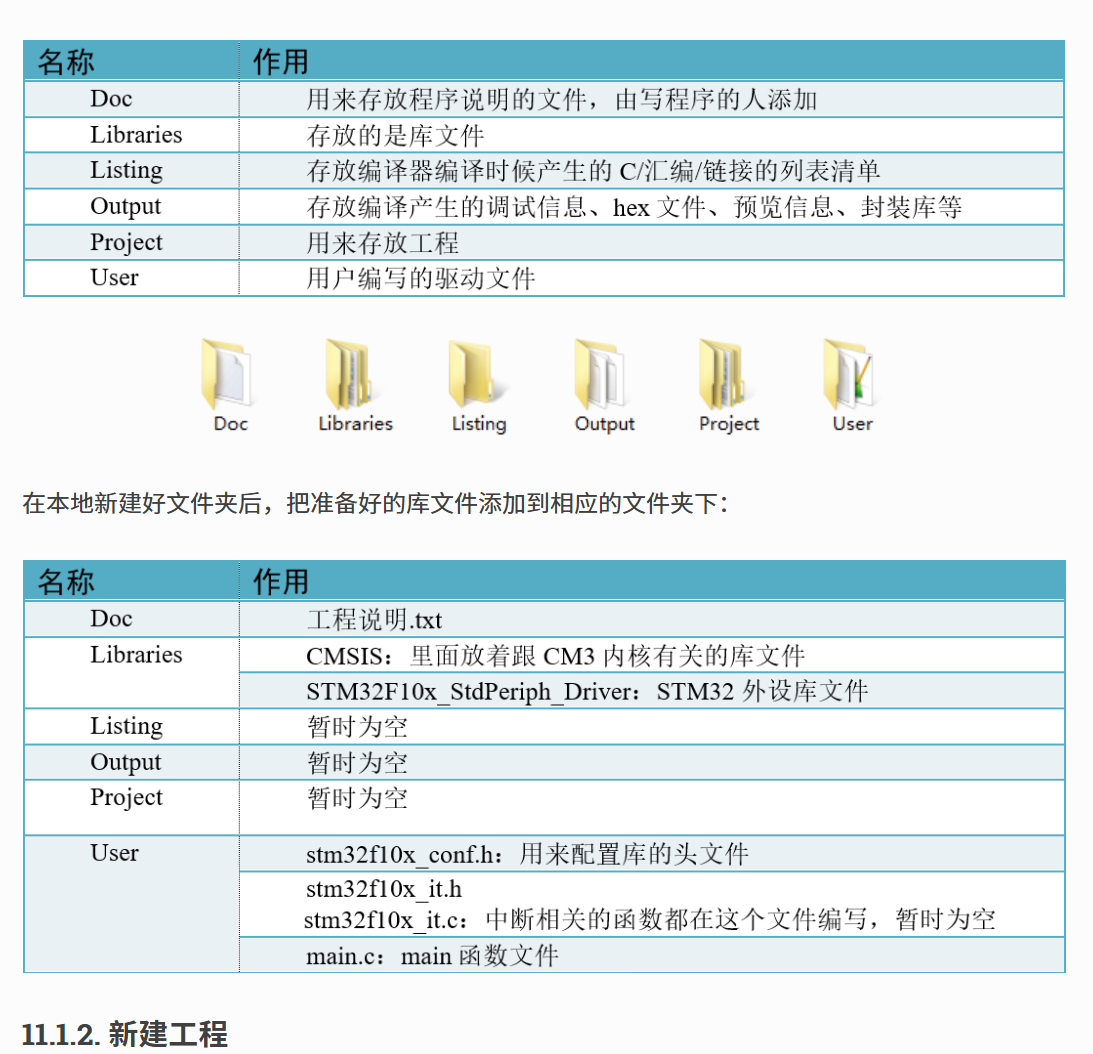 名称 作用
Doc 用来存放程序说明的文件，由写程序的人添加
Libraries 存放的是库文件
Listing 存放编译器编译时候产生的 C/汇编/链接的列表清单
Output 存放编译产生的调试信息、hex 文件、预览信息、封装库等
Project 用来存放工程
User 用户编写的驱动文件
Doc Libraries Listing Output Project User
在本地新建好文件夹后，把准备好的库文件添加到相应的文件夹下：
名称 作用
Doc 工程说明.txt
Libraries CMSIS：里面放着跟 CM3 内核有关的库文件
STM32F10x_StdPeriph_Driver：STM32 外设库文件
Listing 暂时为空
Output 暂时为空
Project 暂时为空
User stm32f10x_conf.h：用来配置库的头文件
stm32f10x_it.h
stm32f10x_it.c：中断相关的函数都在这个文件编写，暂时为空
main.c：main 函数文件
11.1.2. 新建工程